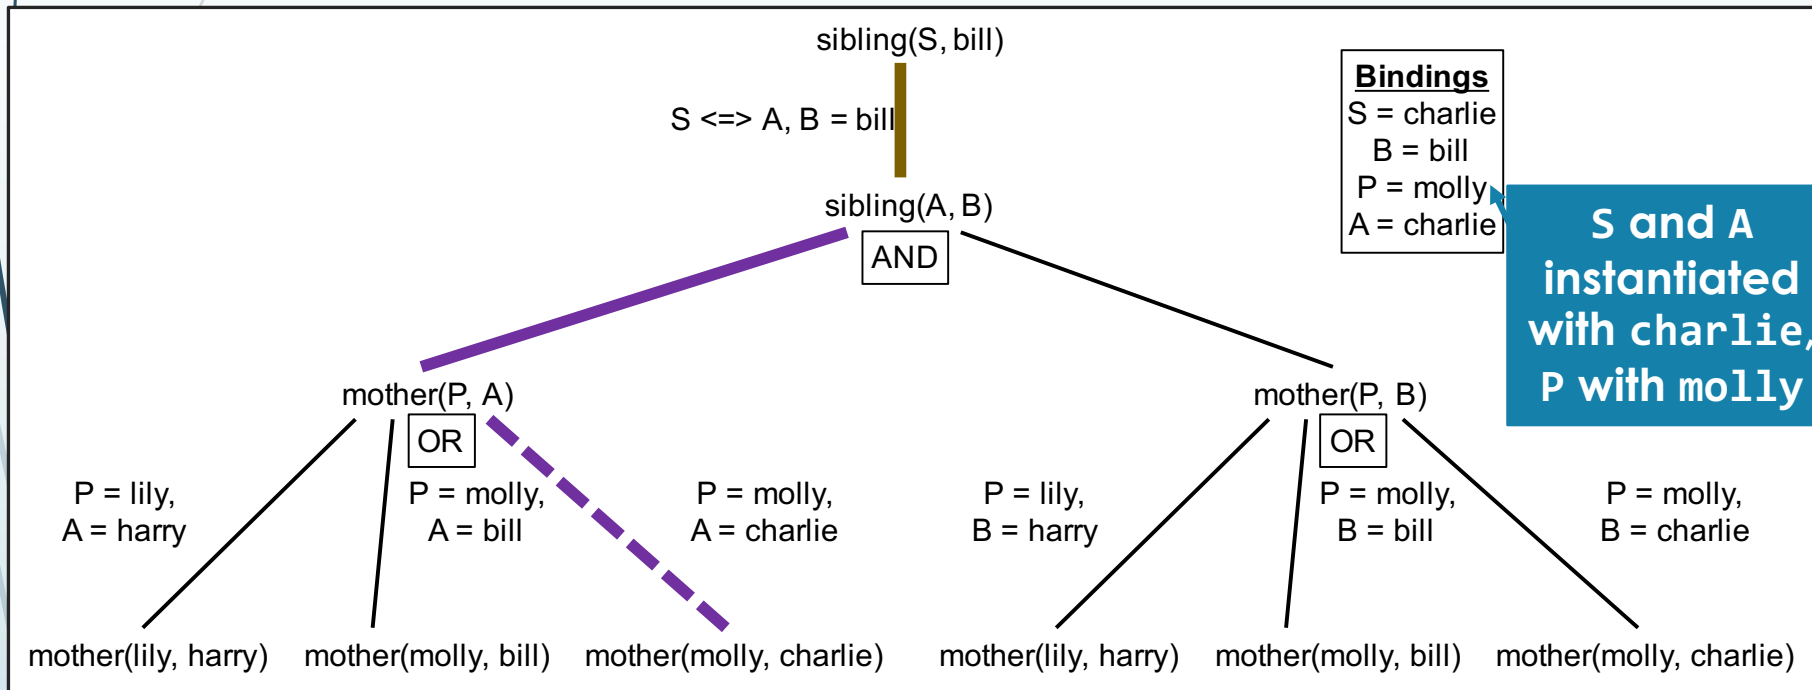 sibling(S, bill)
S <=> A, B = bill
sibling(A, B)
AND
Bindings
S = charlie
B = bill
P = molly
A = charlie
S and A
instantiated
with charlie,
P with molly
mother(P, A)
OR
mother(P, B)
OR
P = lily,
A = harry
P = molly,
A = bill
P = molly,
A = charlie
P = lily,
B = harry
P = molly,
B = bill
P = molly,
B = charlie
mother(lily, harry)
mother(molly, bill)
mother(molly, charlie)
mother(lily, harry)
mother(molly, bill)
mother(molly, charlie)